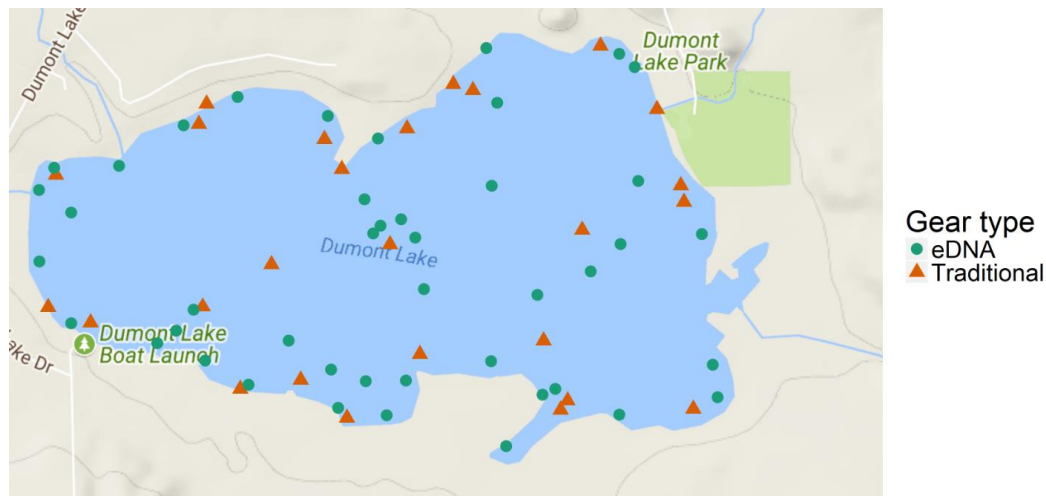 Dumont Lake
Dumont
Lake Park
Dumont Lake
Dumont Lake
Boat Launch
ake Dr
Gear type
eDNA
Traditional